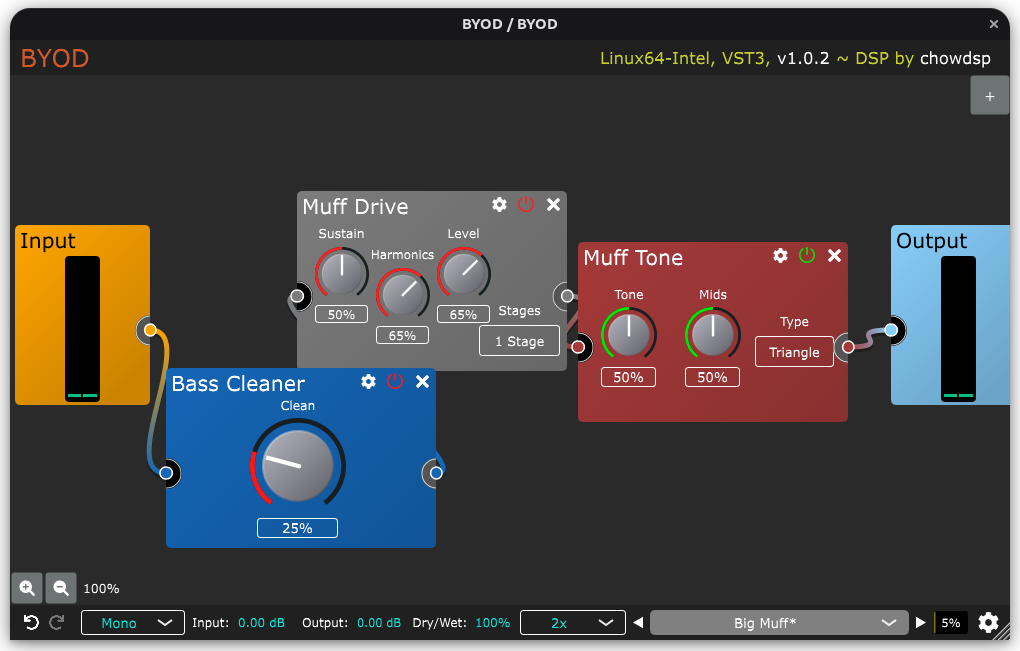 BYOD / BYOD
BYOD
Linux64-Intel, VST3, v1.0.2 ~ DSP by chowdsp
+
Muff Drive
Sustain
Harmonics
Level
50%
65%
65%
Stages
1 Stage
Input
Muff Tone
Tone
Mids
Type
Triangle
50%
50%
Output
Bass Cleaner
Clean
25%
100%
Mono
Input: 0.00 dB
Output: 0.00 dB
Dry/Wet: 100%
2x
Big Muff*
5%